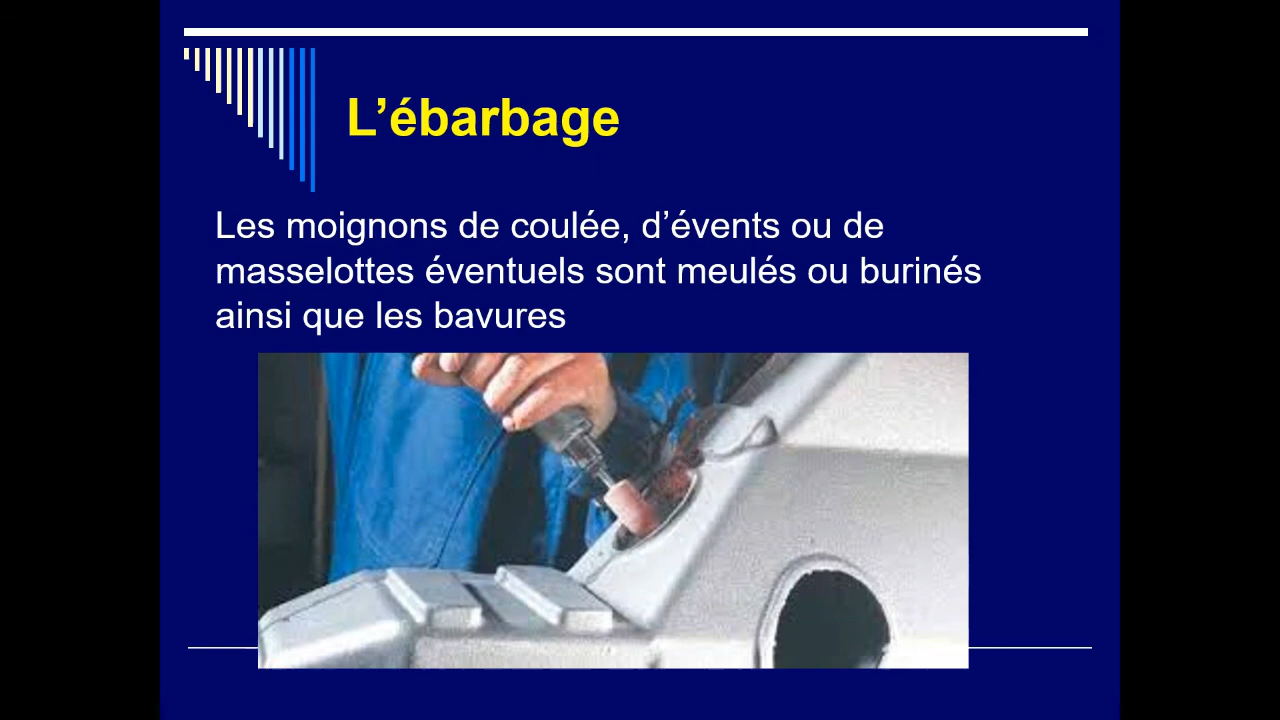 L’ébarbage
Les moignons de coulée, d’évents ou de
masselottes éventuels sont meulés ou burinés
ainsi que les bavures